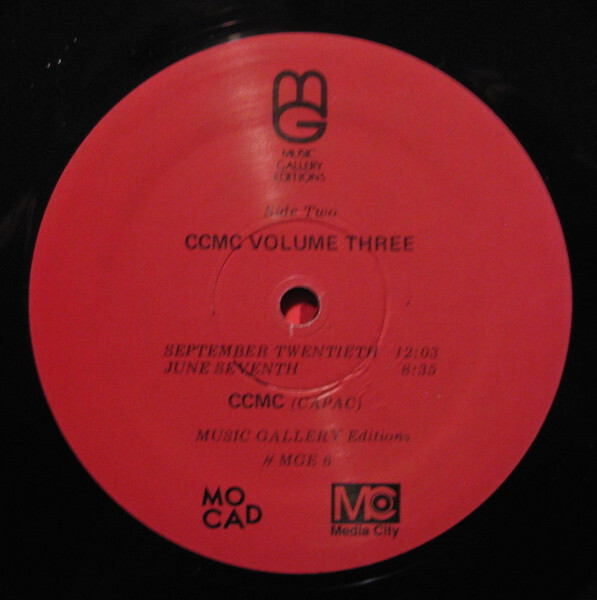 MG
MUSIC
GALLERY
EDITIONS
Side Two
CCMC VOLUME THREE
SEPTEMBER TWENTIETH 12:03
JUNE SEVENTH 8:35
CCMC (CAPAC)
MUSIC GALLERY Editions
# MGE 6
MO
CAD
MC
Media City